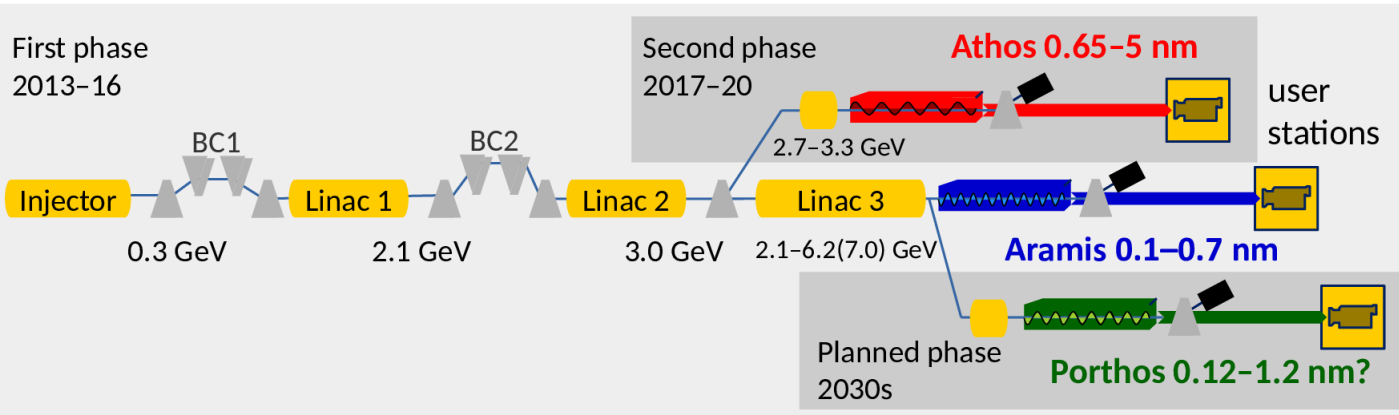 First phase
2013–16
Second phase
2017–20
Athos 0.65–5 nm
user
stations
BC1
BC2
2.7–3.3 GeV
Injector
Linac 1
Linac 2
Linac 3
0.3 GeV
2.1 GeV
3.0 GeV
2.1–6.2(7.0) GeV
Aramis 0.1–0.7 nm
Planned phase
2030s
Porthos 0.12–1.2 nm?